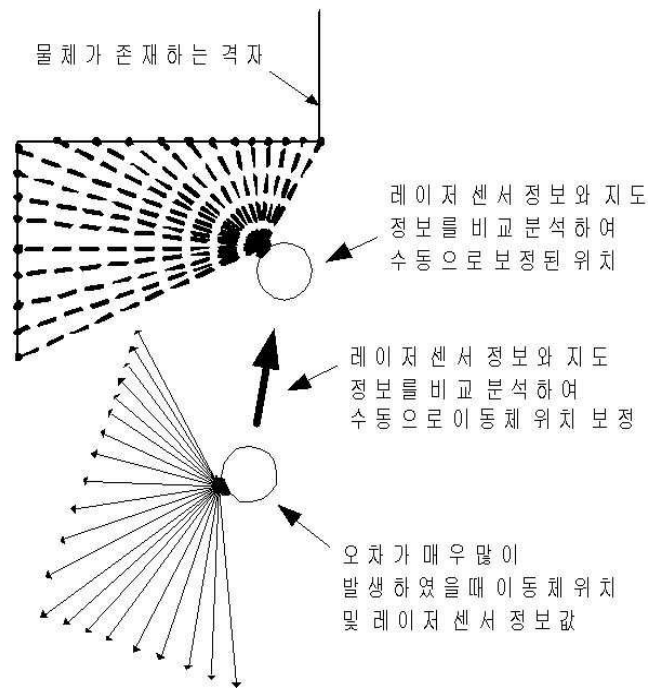 물체가 존재하는 격자
레이저 센서 정보와 지도
정보를 비교 분석하여
수동으로 보정된 위치
레이저 센서 정보와 지도
정보를 비교 분석하여
수동으로 이동체 위치 보정
오차가 매우 많이
발생하였을때 이동체 위치
및 레이저 센서 정보값